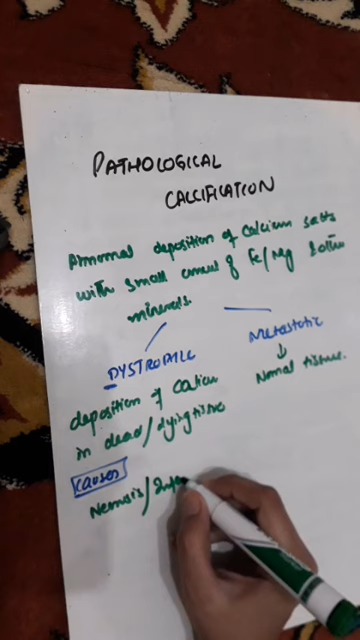 PATHOLOGICAL
CALCIFICATION
Abnormal deposition of calcium salts
with small amount of Fe/Mg & other
minerals.
DYSTROPHIC
Metastatic
deposition of calcium
Normal tissue.
in dead/dying tissue
Causes
Necrosis/Infa